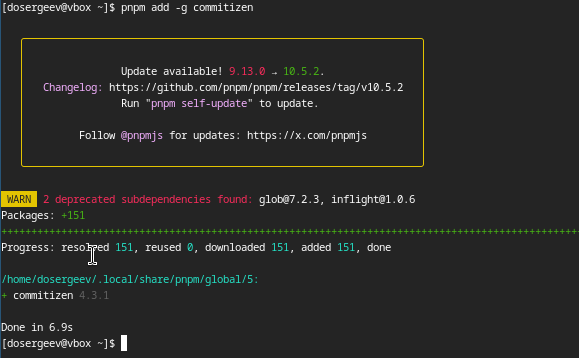 [dosergeev@vbox ~]$ pnpm add -g commitizen
Update available! 9.13.0 → 10.5.2.
Changelog: https://github.com/pnpm/pnpm/releases/tag/v10.5.2
Run "pnpm self-update" to update.
Follow @pnpmjs for updates: https://x.com/pnpmjs
WARN 2 deprecated subdependencies found: glob@7.2.3, inflight@1.0.6
Packages: +151
++++++++++++++++++++++++++++++++++++++++++++++++++++++++++++++++++++++++++++++++++++++++++++++++
Progress: resolved 151, reused 0, downloaded 151, added 151, done
/home/dosergeev/.local/share/pnpm/global/5:
+ commitizen 4.3.1
Done in 6.9s
[dosergeev@vbox ~]$